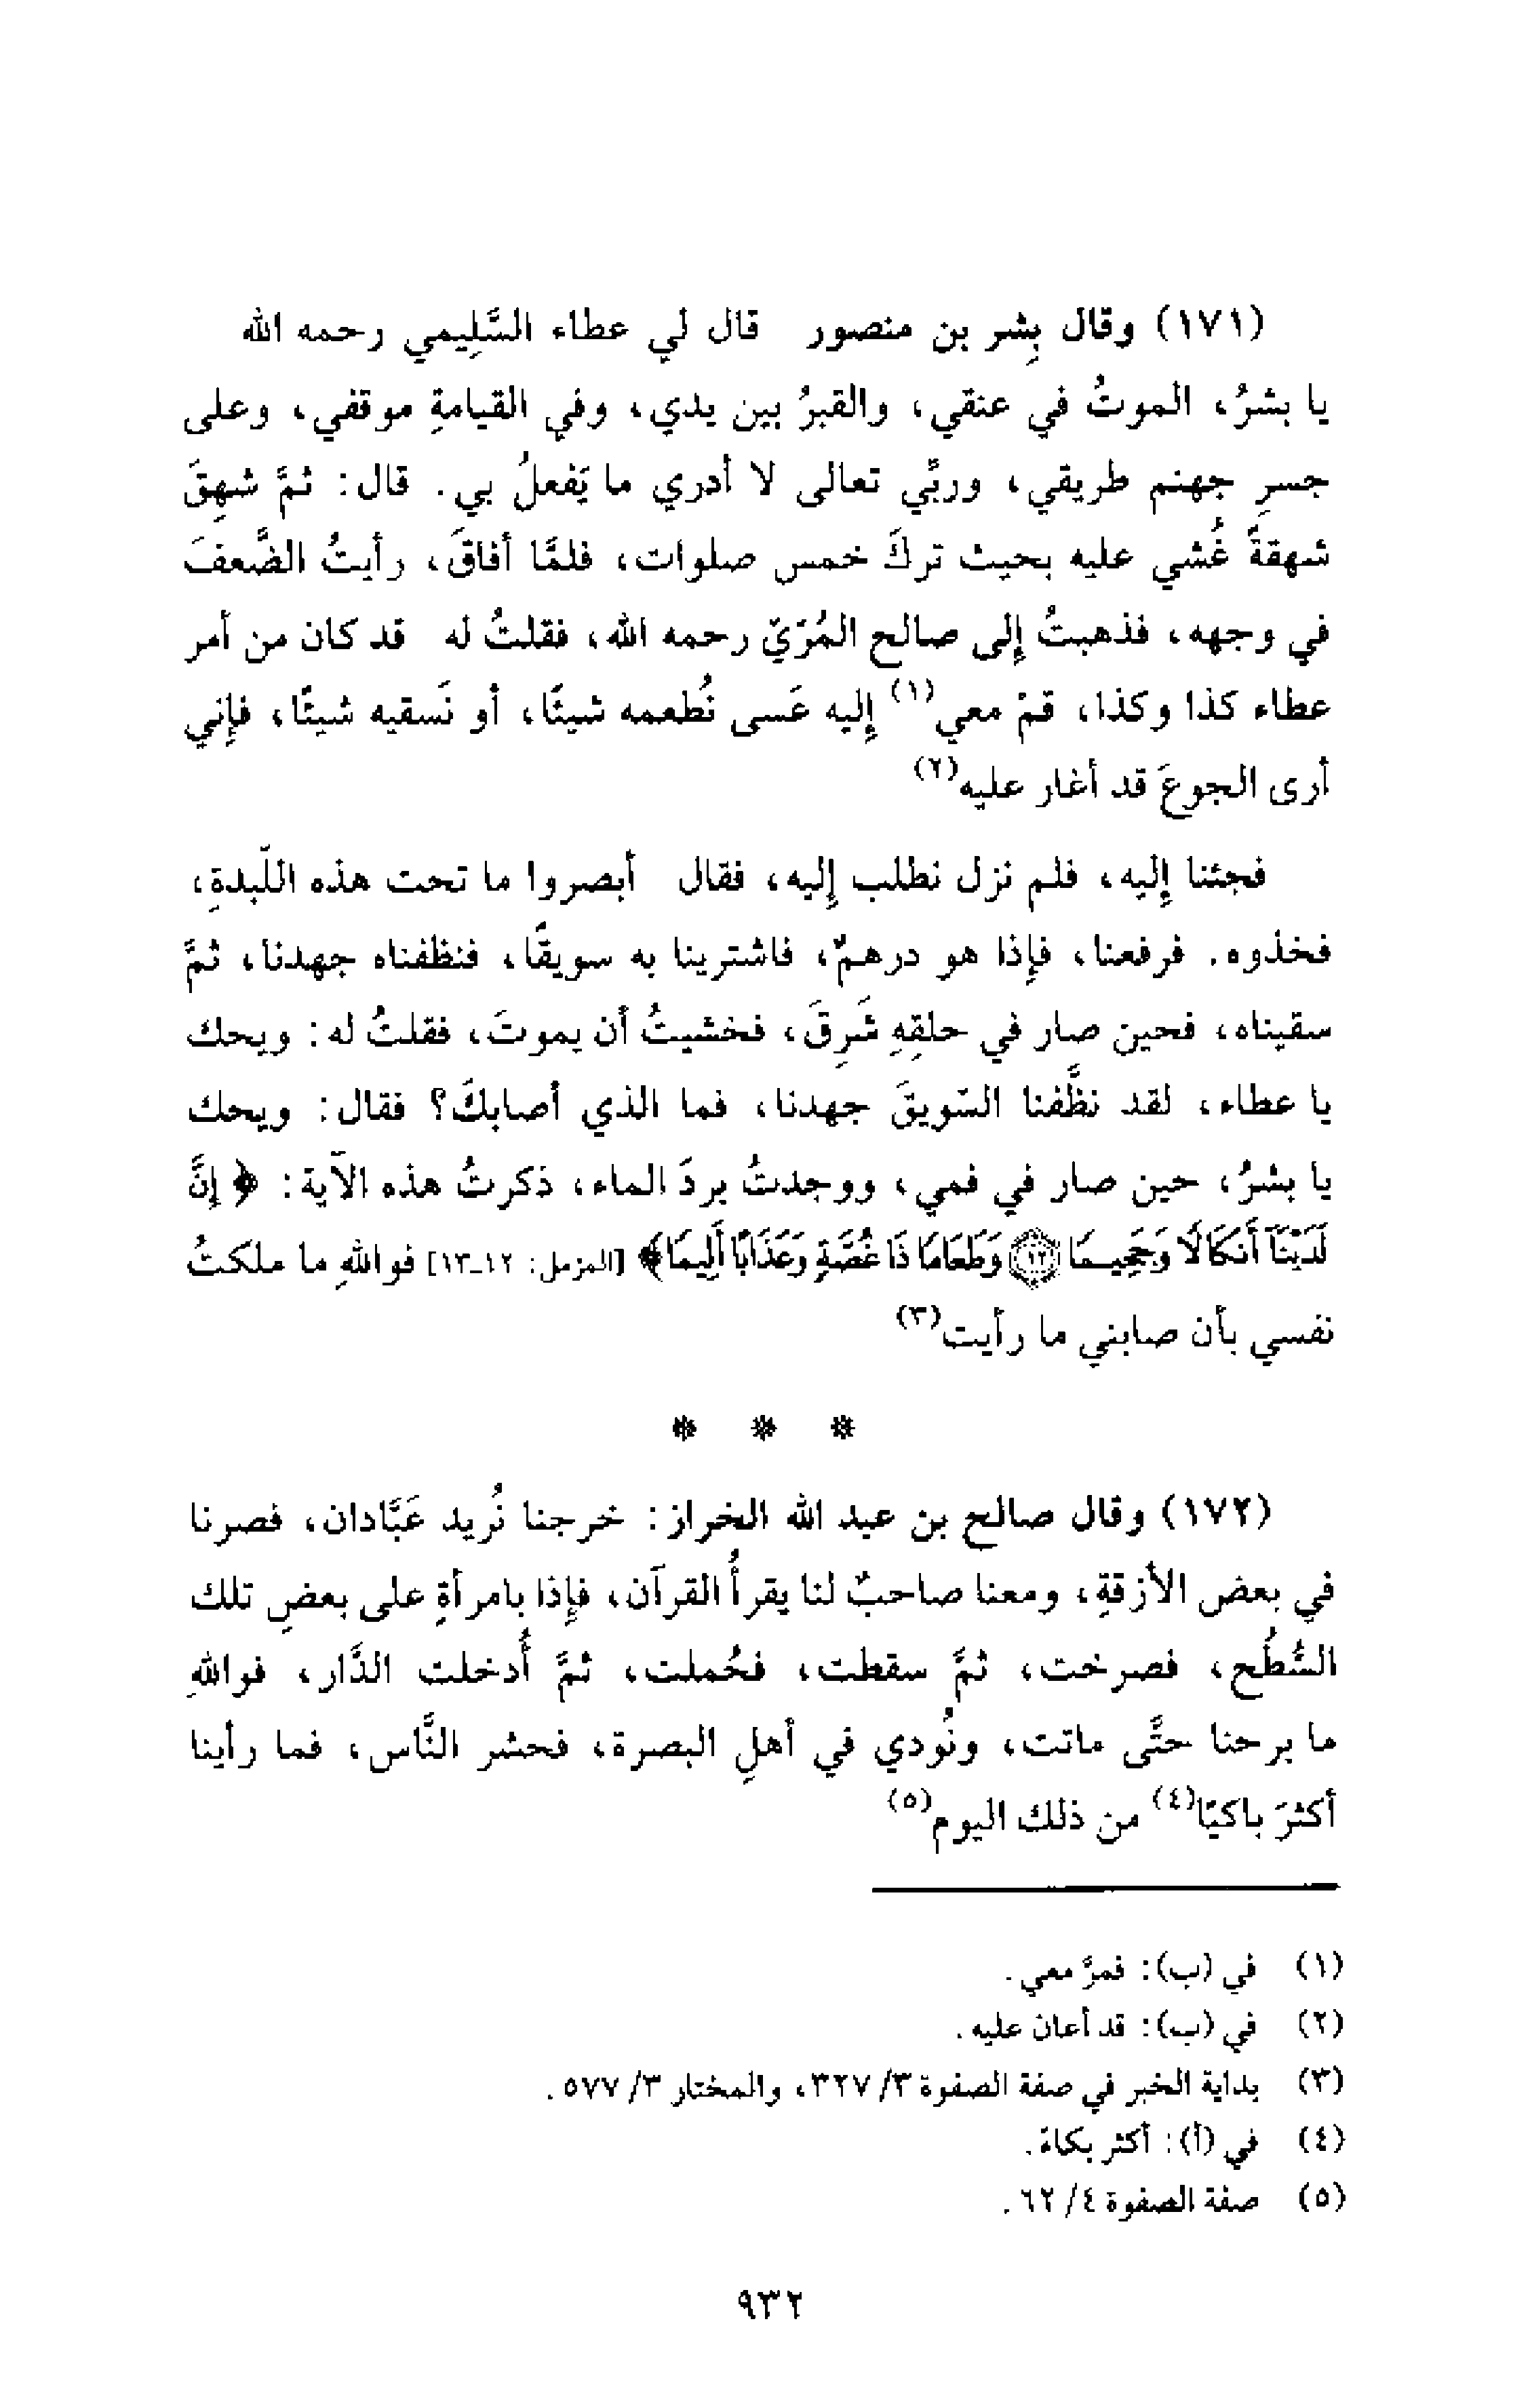 (١٧١) وقال بِشر بن منصور قال لي عطاء السَّلِيمي رحمه الله
يا بشرُ، الموتُ في عنقي، والقبرُ بين يدي، وفي القيامةِ موقفي، وعلى
جسرِ جهنم طريقي، وربِّي تعالى لا أدري ما يَفعلُ بي. قال: ثمَّ شهِقَ
شهقةً غُشي عليه بحيث تركَ خمس صلوات، فلمَّا أفاقَ، رأيتُ الضَّعفَ
في وجهه، فذهبتُ إلى صالح المُرّيّ رحمه الله، فقلتُ له قد كان من أمر
عطاء كذا وكذا، قمْ معي(١) إليه عَسى نُطعمه شيئًا، أو نَسقيه شيئًا، فإني
أرى الجوعَ قد أغار عليه(٢)
فجئنا إليه، فلم نزل نطلب إليه، فقال أبصروا ما تحت هذه اللّبدةِ،
فخذوه. فرفعنا، فإذا هو درهمٌ، فاشترينا به سويقًا، فنظفناه جهدنا، ثمَّ
سقيناه، فحين صار في حلقِهِ شَرِقَ، فخشيتُ أن يموتَ، فقلتُ له: ويحك
يا عطاء، لقد نظَّفنا السّويقَ جهدنا، فما الذي أصابكَ؟ فقال: ويحك
يا بشرُ، حين صار في فمي، ووجدتُ بردَ الماء، ذكرتُ هذه الآية: ﴿إِنَّ
لَدَيْنَآ أَنكَالًا وَجَحِيمًا ﴿١٢﴾ وَطَعَامًا ذَا غُصَّةٍ وَعَذَابًا أَلِيمًا﴾ [المزمل: ١٢ـ١٣] فواللهِ ما ملكتُ
نفسي بأن صابني ما رأيت(٣)
* * *
(١٧٢) وقال صالح بن عبد الله الخراز: خرجنا نُريد عَبَّادان، فصرنا
في بعض الأزقةِ، ومعنا صاحبٌ لنا يقرأُ القرآن، فإذا بامرأةٍ على بعضِ تلك
السُّطُح، فصرخت، ثمَّ سقطت، فحُملت، ثمَّ أُدخلت الدَّار، فواللهِ
ما برحنا حتَّى ماتت، ونُودي في أهلِ البصرة، فحشر النَّاس، فما رأينا
أكثرَ باكيًا(٤) من ذلك اليوم(٥)
(١) في (ب): فمرَّ معي.
(٢) في (ب): قد أعان عليه.
(٣) بداية الخبر في صفة الصفوة ٣/ ٣٢٧، والمختار ٣/ ٥٧٧.
(٤) في (أ): أكثر بكاءً.
(٥) صفة الصفوة ٤/ ٦٢.
٩٣٢